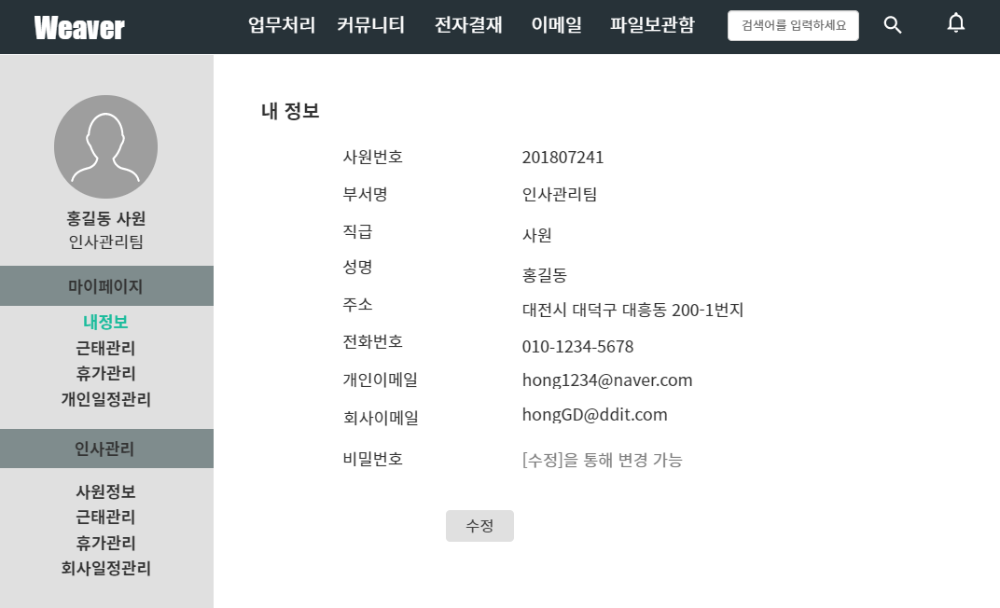 Weaver 업무처리 커뮤니티 전자결재 이메일 파일보관함 검색어를 입력하세요
홍길동 사원
인사관리팀
마이페이지
내정보
근태관리
휴가관리
개인일정관리
인사관리
사원정보
근태관리
휴가관리
회사일정관리
내 정보
사원번호 201807241
부서명 인사관리팀
직급 사원
성명 홍길동
주소 대전시 대덕구 대흥동 200-1번지
전화번호 010-1234-5678
개인이메일 hong1234@naver.com
회사이메일 hongGD@ddit.com
비밀번호 [수정]을 통해 변경 가능
수정